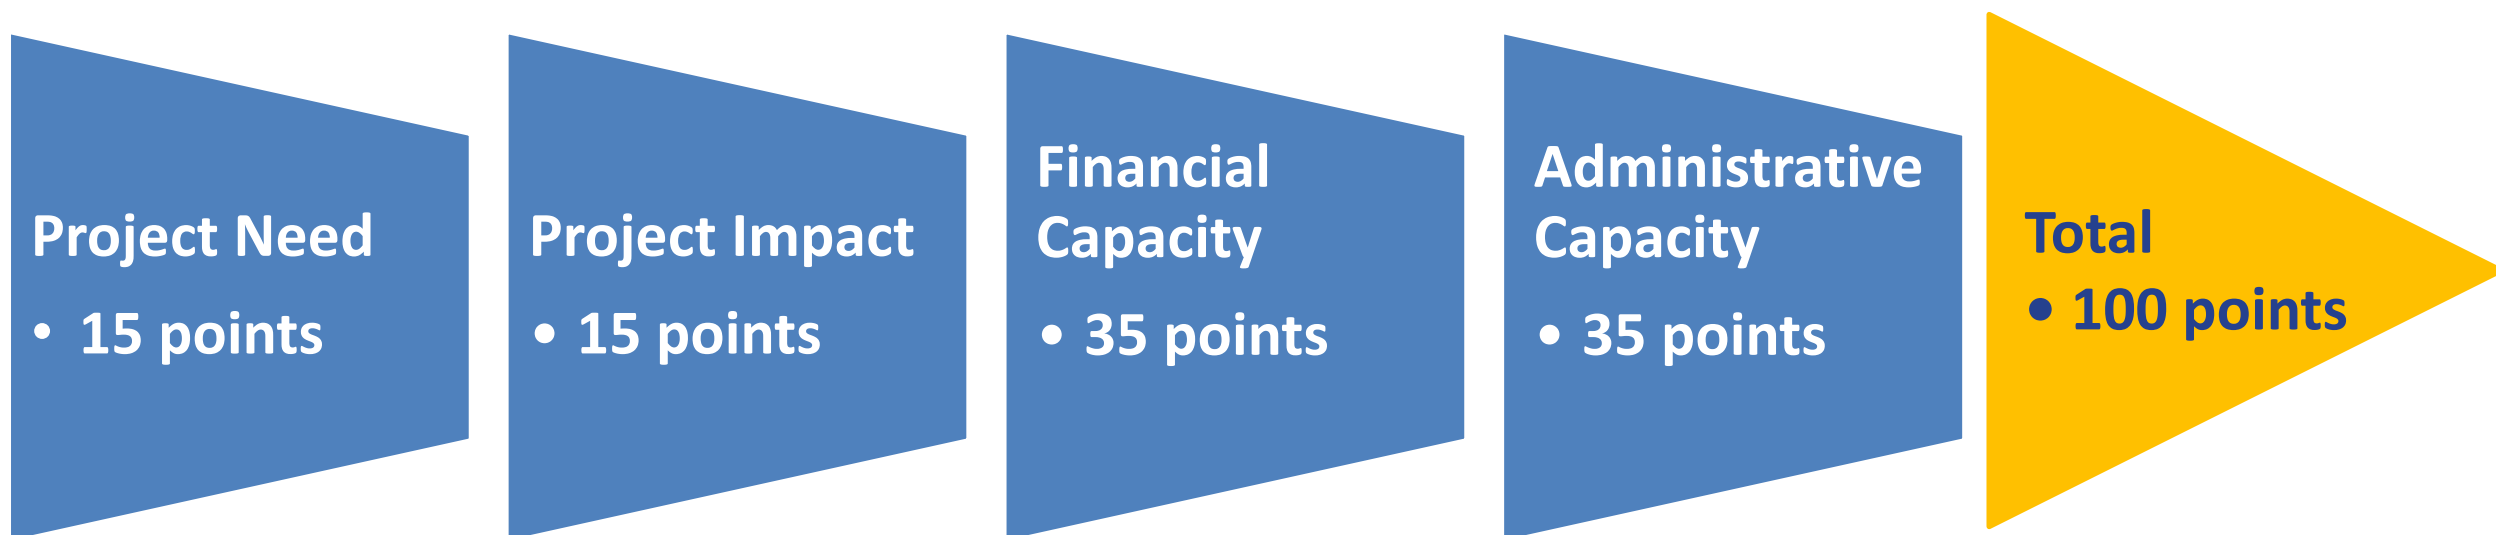 Project Need
• 15 points
Project Impact
• 15 points
Financial
Capacity
• 35 points
Administrative
Capacity
• 35 points
Total
• 100 points